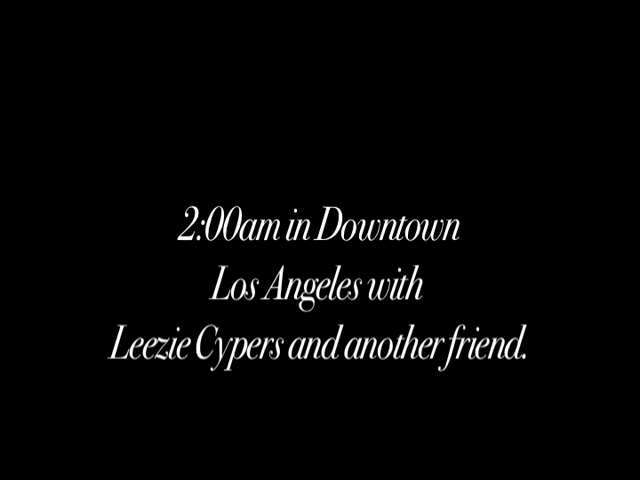 2:00am in Downtown
Los Angeles with
Leezie Cypers and another friend.